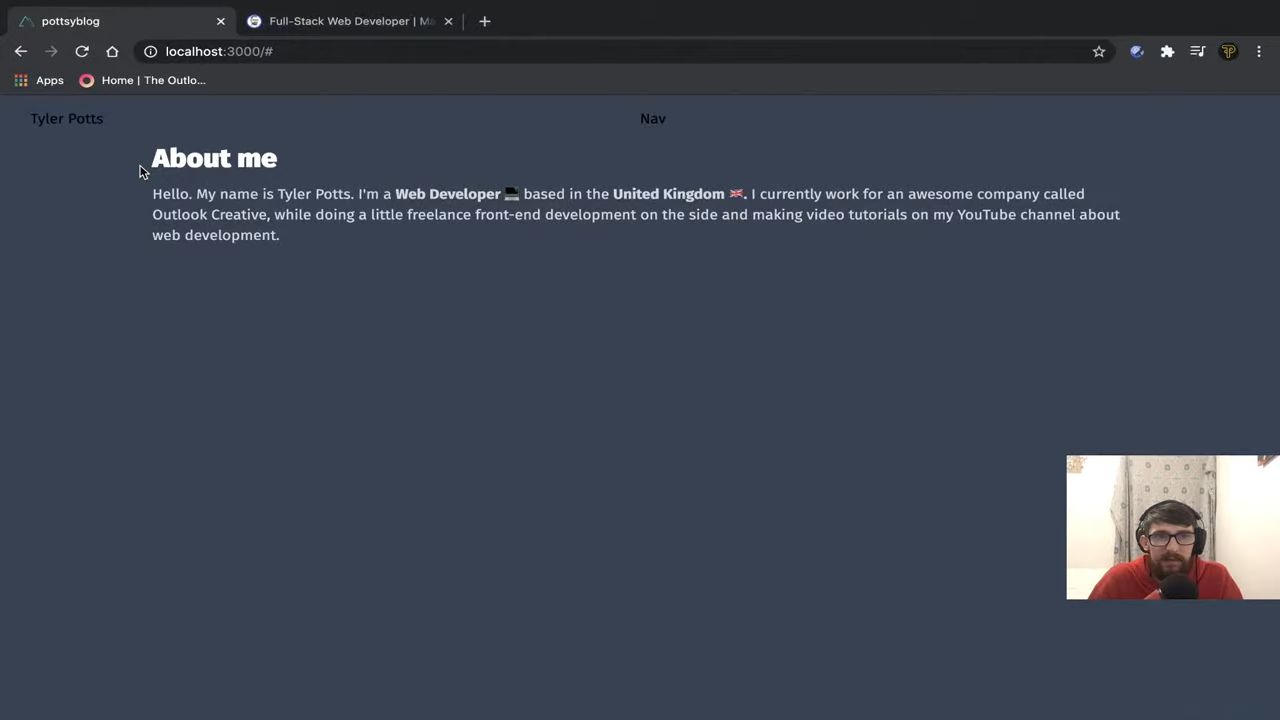 pottsyblog
Full-Stack Web Developer | Ma
localhost:3000/#
Apps
Home | The Outlo...
Tyler Potts
Nav
About me
Hello. My name is Tyler Potts. I'm a Web Developer 💻 based in the United Kingdom 🇬🇧. I currently work for an awesome company called
Outlook Creative, while doing a little freelance front-end development on the side and making video tutorials on my YouTube channel about
web development.